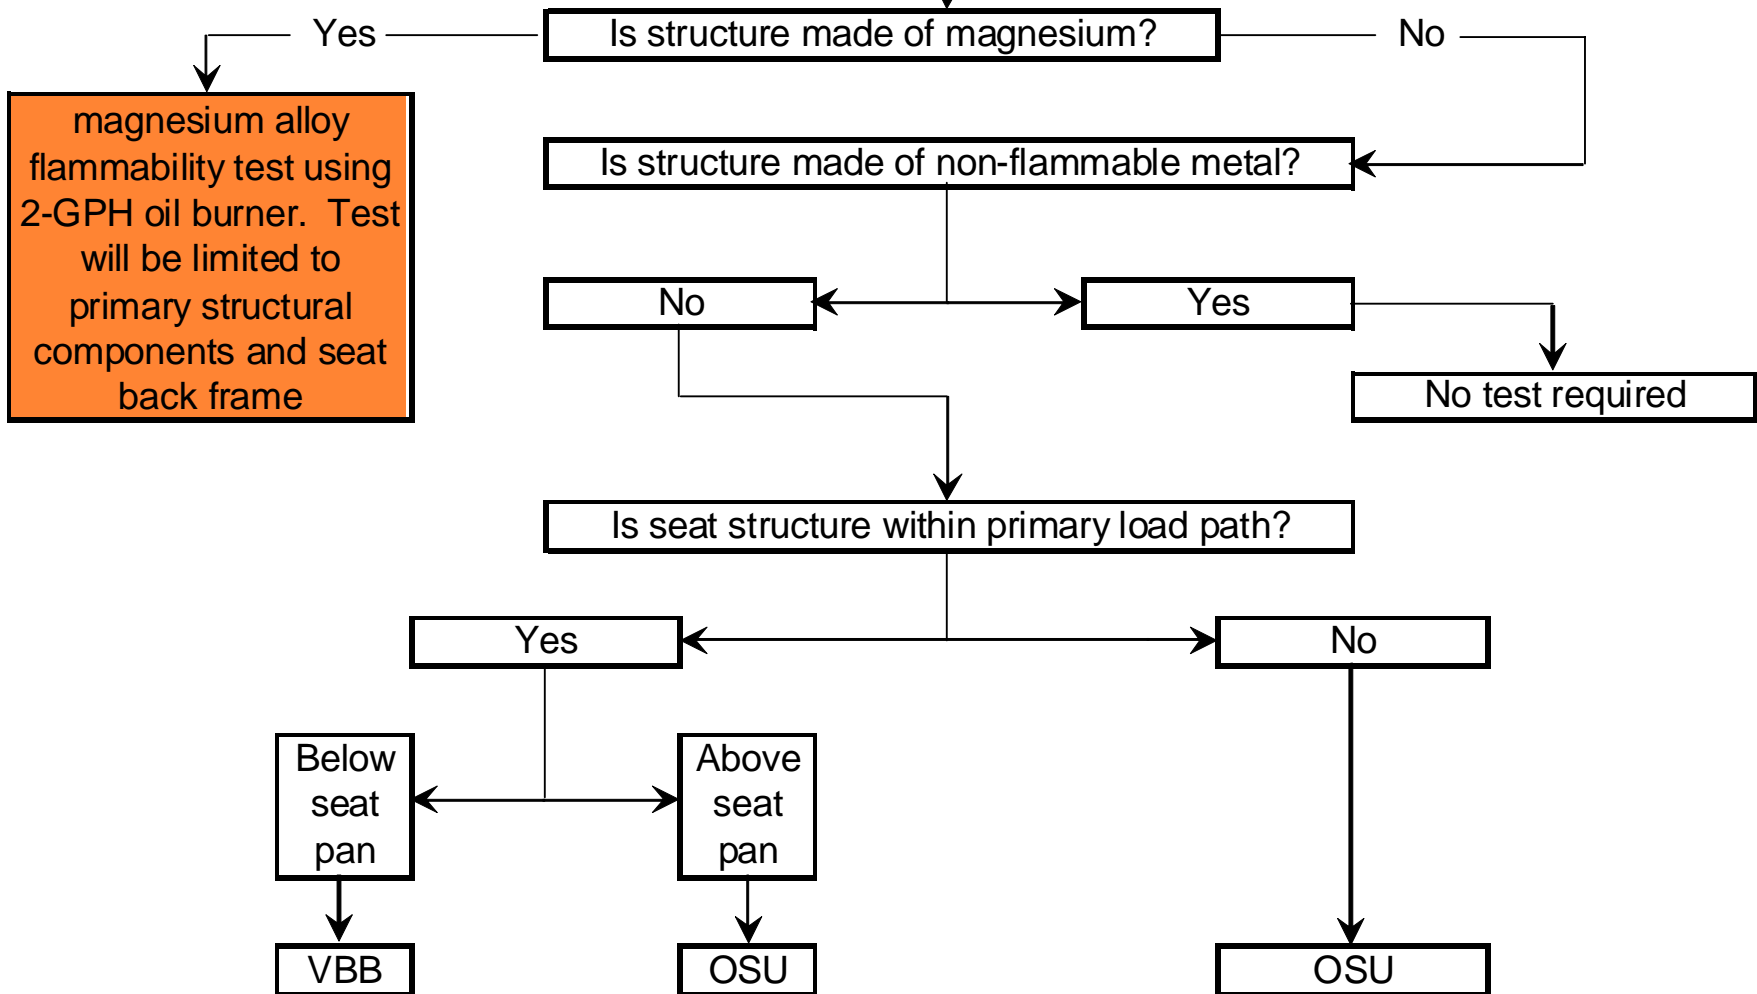 Yes
Is structure made of magnesium?
No
magnesium alloy
flammability test using
2-GPH oil burner.  Test
will be limited to
primary structural
components and seat
back frame
Is structure made of non-flammable metal?
No
Yes
No test required
Is seat structure within primary load path?
Yes
No
Below
seat
pan
Above
seat
pan
VBB
OSU
OSU